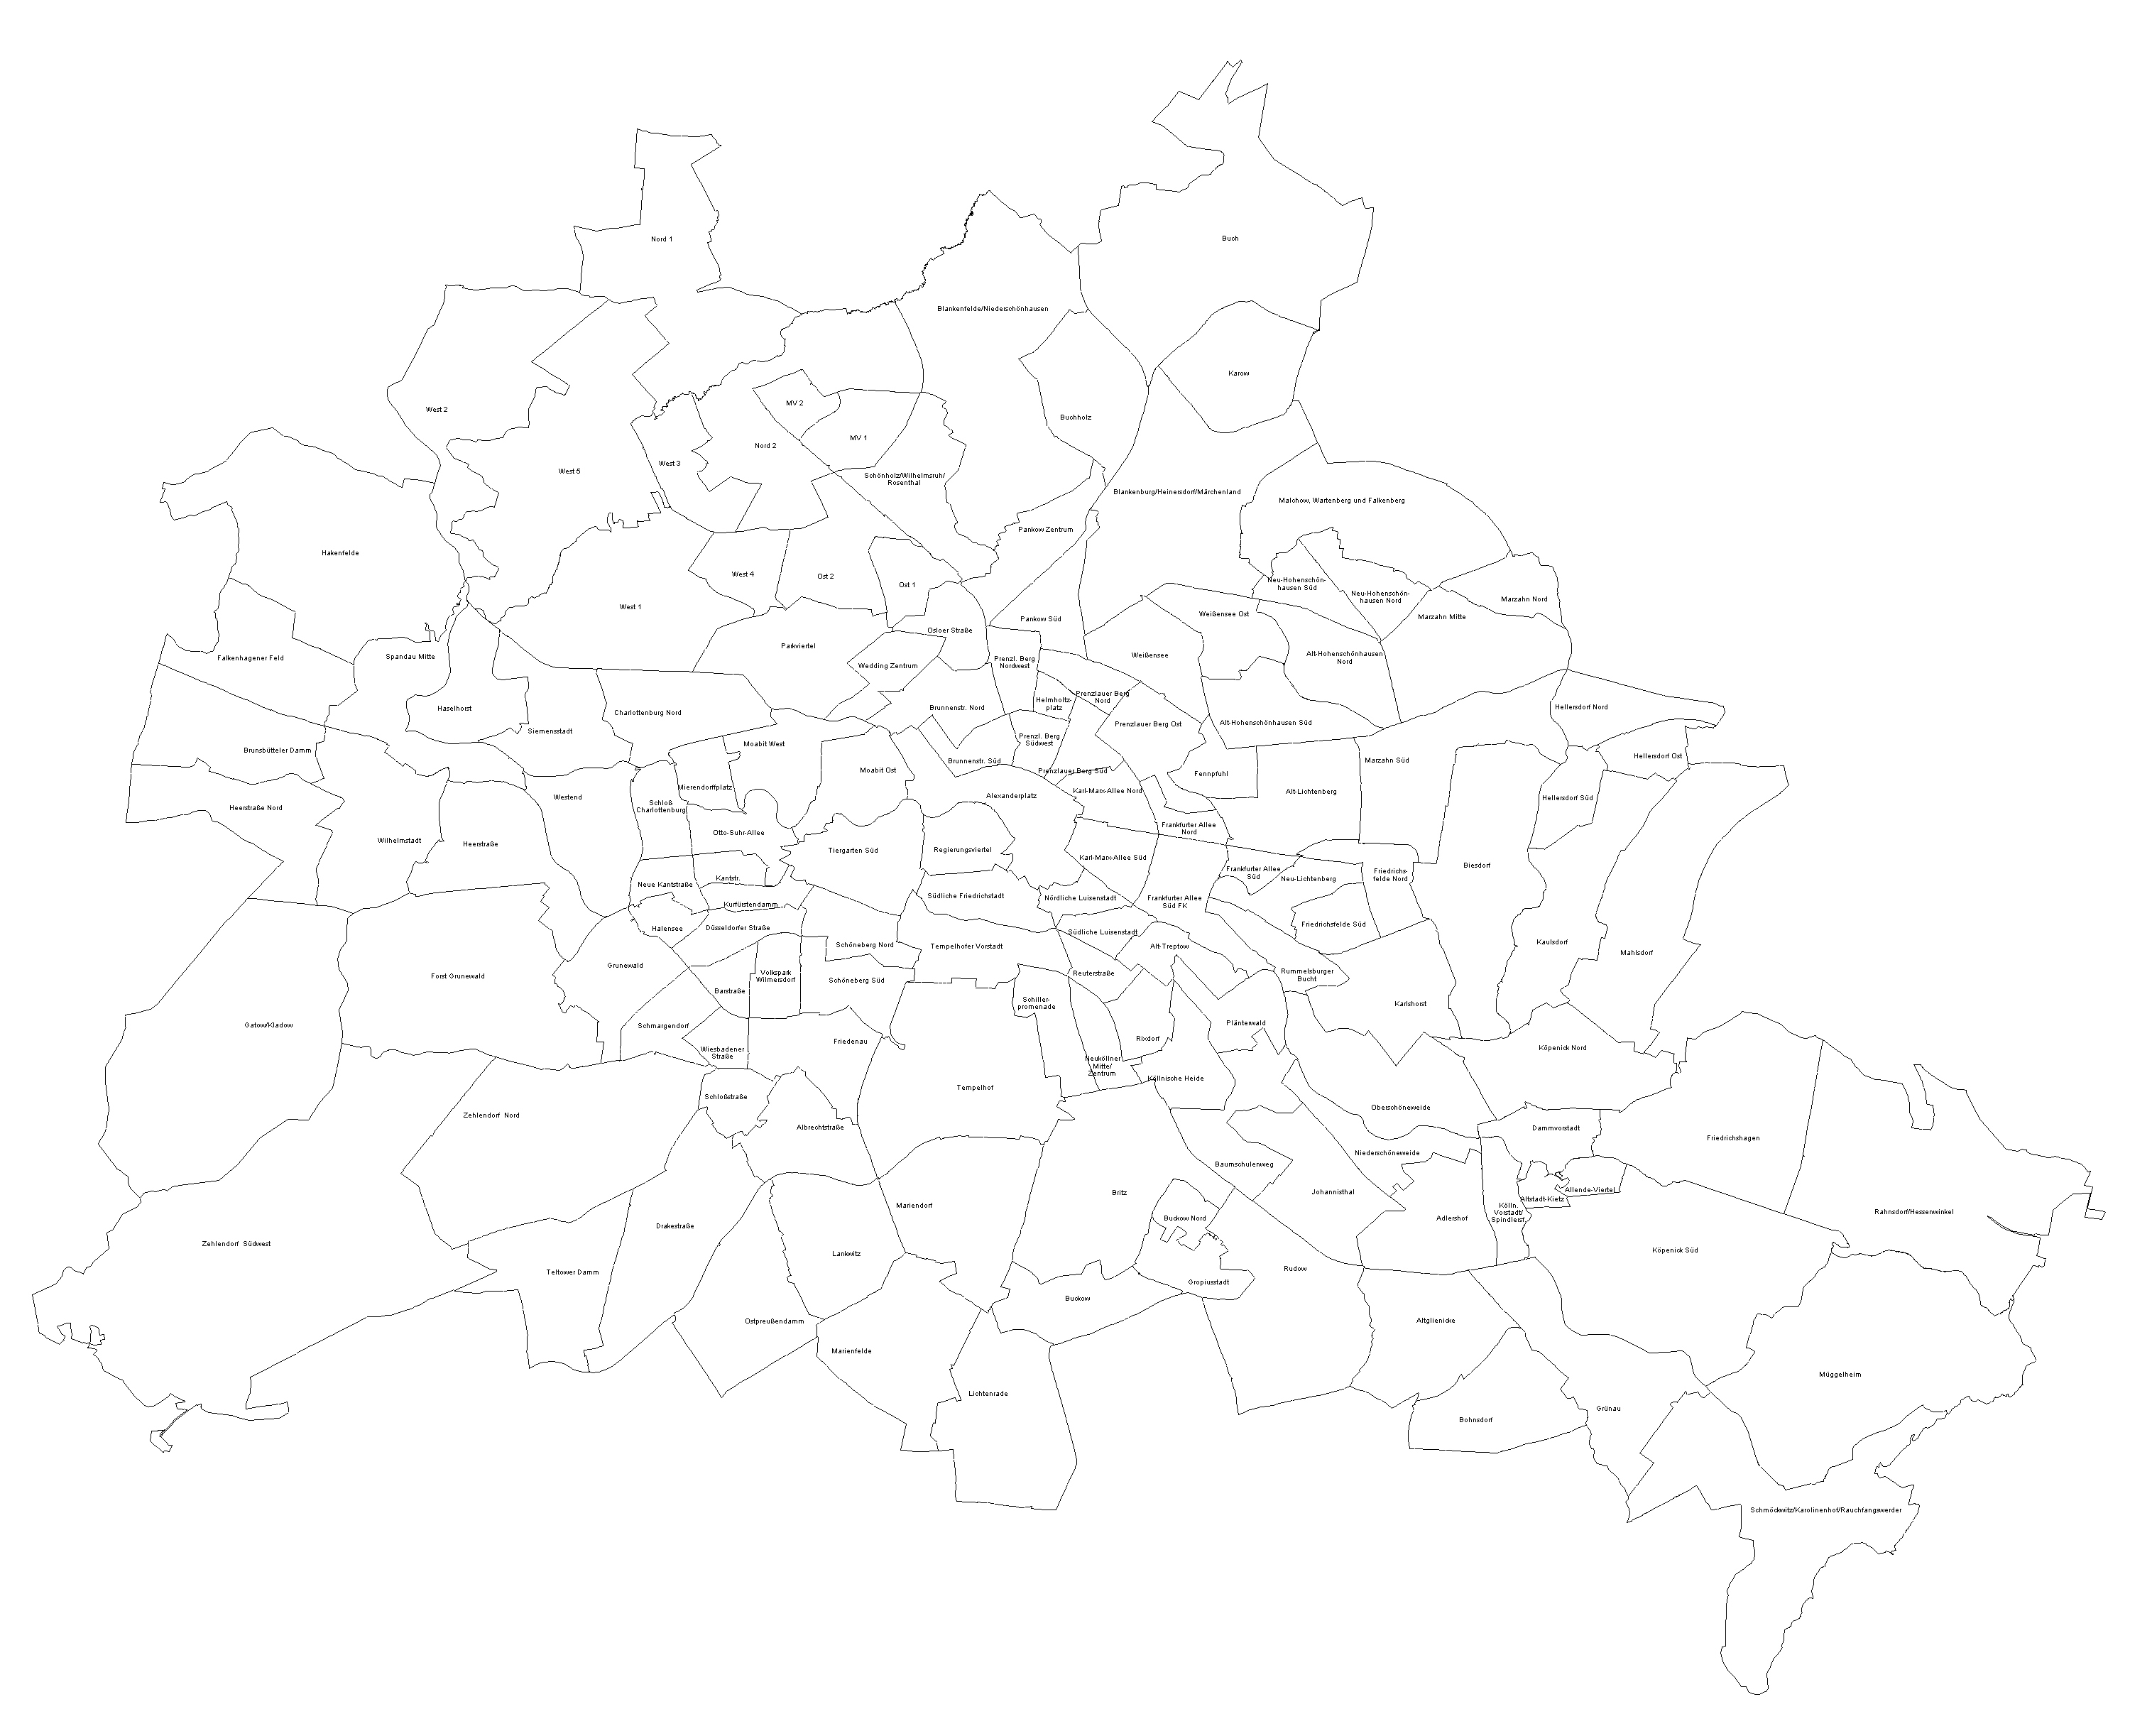 Nord 1
Buch
Blankenfelde/Niederschönhausen
Karow
West 2
MV 2
Buchholz
MV 1
Nord 2
West 3
West 5
Schönholz/Wilhelmsruh/
Rosenthal
Blankenburg/Heinersdorf/Märchenland
Malchow, Wartenberg und Falkenberg
Pankow Zentrum
Hakenfelde
West 4
Ost 2
Ost 1
Neu-Hohenschön-
hausen Süd
Neu-Hohenschön-
hausen Nord
Marzahn Nord
West 1
Weißensee Ost
Marzahn Mitte
Pankow Süd
Osloer Straße
Parkviertel
Falkenhagener Feld
Spandau Mitte
Wedding Zentrum
Prenzl. Berg
Nordwest
Weißensee
Alt-Hohenschönhausen
Nord
Haselhorst
Charlottenburg Nord
Brunnenstr. Nord
Helmholtz-
platz
Prenzlauer Berg
Nord
Hellersdorf Nord
Prenzlauer Berg Ost
Alt-Hohenschönhausen Süd
Siemensstadt
Brunsbütteler Damm
Moabit West
Prenzl. Berg
Südwest
Hellersdorf Ost
Brunnenstr. Süd
Marzahn Süd
Moabit Ost
Prenzlauer Berg Süd
Fennpfuhl
Mierendorffplatz
Karl-Marx-Allee Nord
Alt-Lichtenberg
Westend
Alexanderplatz
Hellersdorf Süd
Heerstraße Nord
Schloß
Charlottenburg
Frankfurter Allee
Nord
Otto-Suhr-Allee
Wilhelmstadt
Heerstraße
Tiergarten Süd
Regierungsviertel
Karl-Marx-Allee Süd
Biesdorf
Frankfurter Allee
Süd
Neu-Lichtenberg
Friedrichs-
felde Nord
Kantstr.
Neue Kantstraße
Südliche Friedrichstadt
Nördliche Luisenstadt
Frankfurter Allee
Süd FK
Kurfürstendamm
Friedrichsfelde Süd
Halensee
Düsseldorfer Straße
Südliche Luisenstadt
Schöneberg Nord
Tempelhofer Vorstadt
Alt-Treptow
Kaulsdorf
Mahlsdorf
Grunewald
Forst Grunewald
Volkspark
Wilmersdorf
Schöneberg Süd
Reuterstraße
Rummelsburger
Bucht
Barstraße
Schiller-
promenade
Karlshorst
Gatow/Kladow
Schmargendorf
Plänterwald
Friedenau
Rixdorf
Wiesbadener
Straße
Köpenick Nord
Neuköllner
Mitte/
Zentrum
Köllnische Heide
Tempelhof
Schloßstraße
Oberschöneweide
Zehlendorf Nord
Albrechtstraße
Dammvorstadt
Friedrichshagen
Niederschöneweide
Baumschulenweg
Allende-Viertel
Britz
Johannisthal
Altstadt-Kietz
Mariendorf
Kölln.
Vorstadt/
Spindlersf.
Rahnsdorf/Hessenwinkel
Buckow Nord
Adlershof
Drakestraße
Zehlendorf Südwest
Lankwitz
Köpenick Süd
Teltower Damm
Rudow
Gropiusstadt
Buckow
Ostpreußendamm
Altglienicke
Marienfelde
Müggelheim
Lichtenrade
Grünau
Bohnsdorf
Schmöckwitz/Karolinenhof/Rauchfangswerder